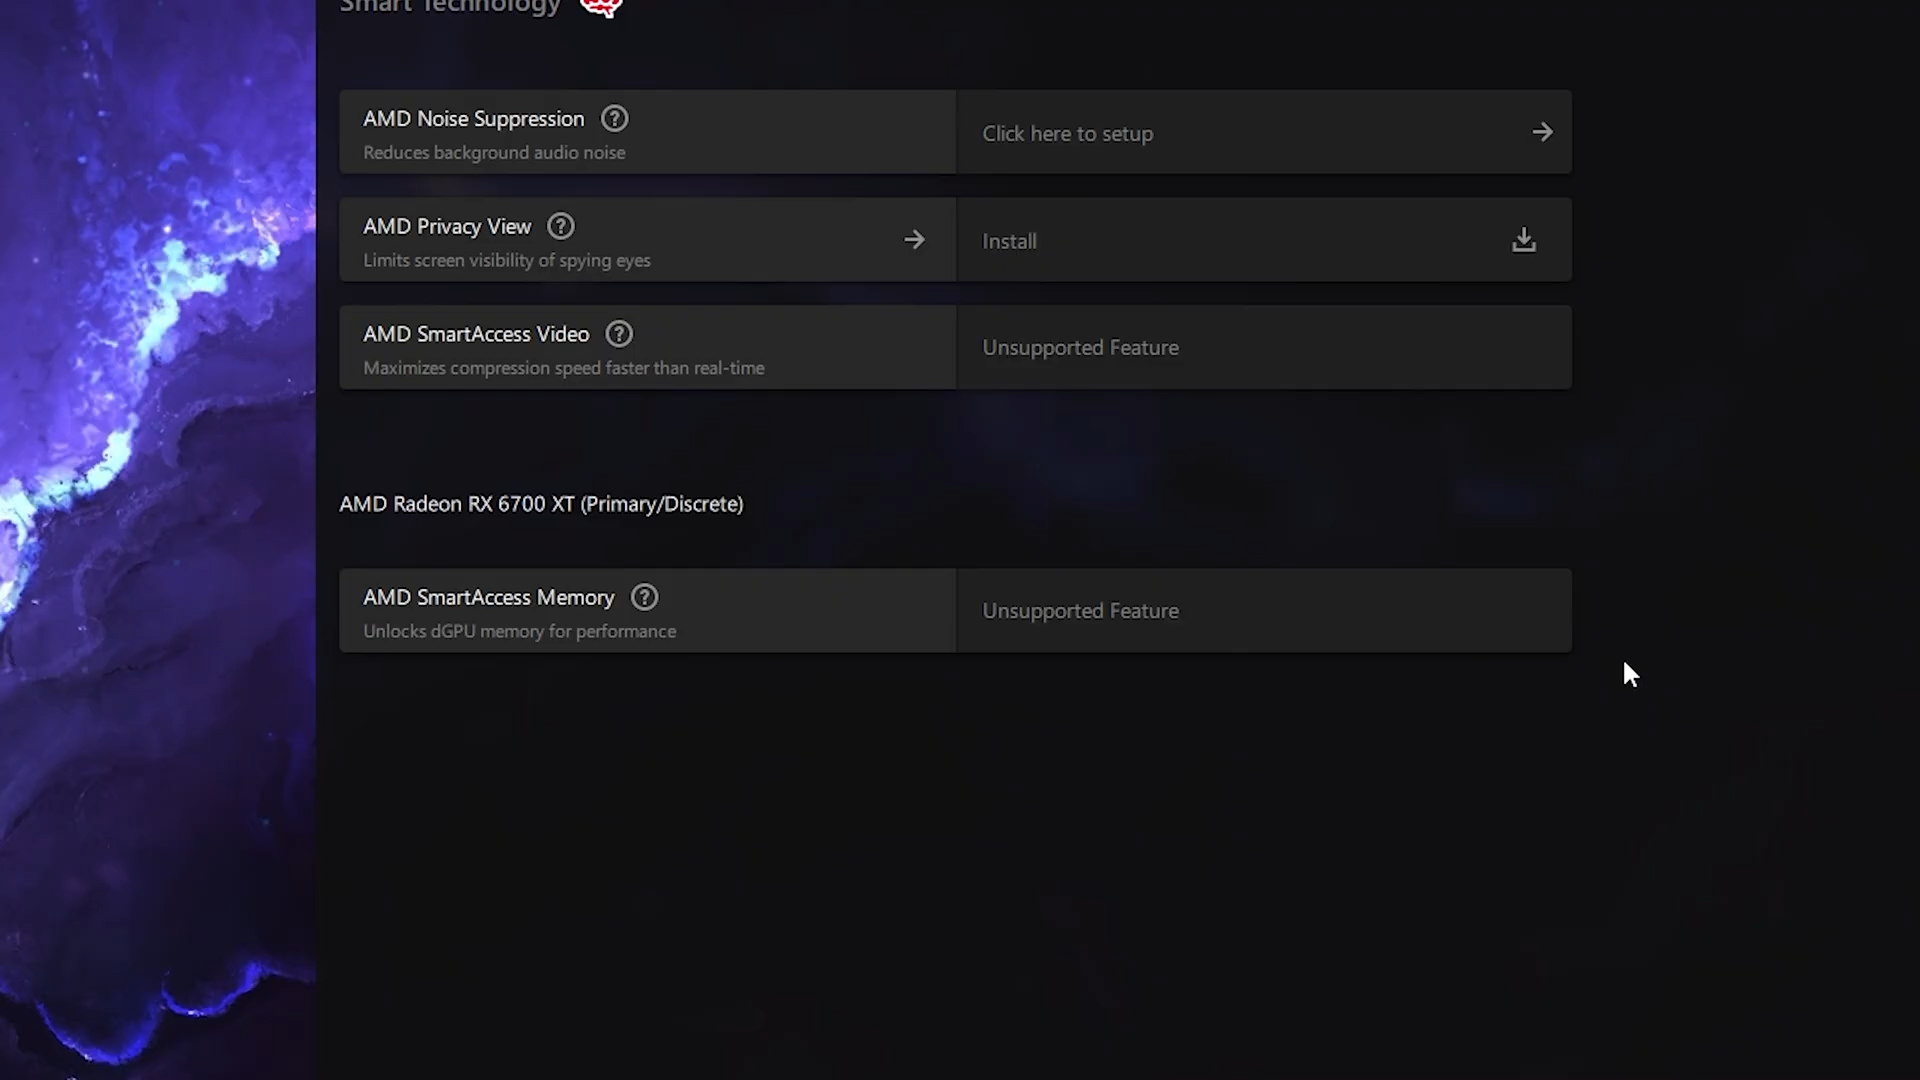 Smart Technology
AMD Noise Suppression
Reduces background audio noise
Click here to setup
AMD Privacy View
Limits screen visibility of spying eyes
Install
AMD SmartAccess Video
Maximizes compression speed faster than real-time
Unsupported Feature
AMD Radeon RX 6700 XT (Primary/Discrete)
AMD SmartAccess Memory
Unlocks dGPU memory for performance
Unsupported Feature